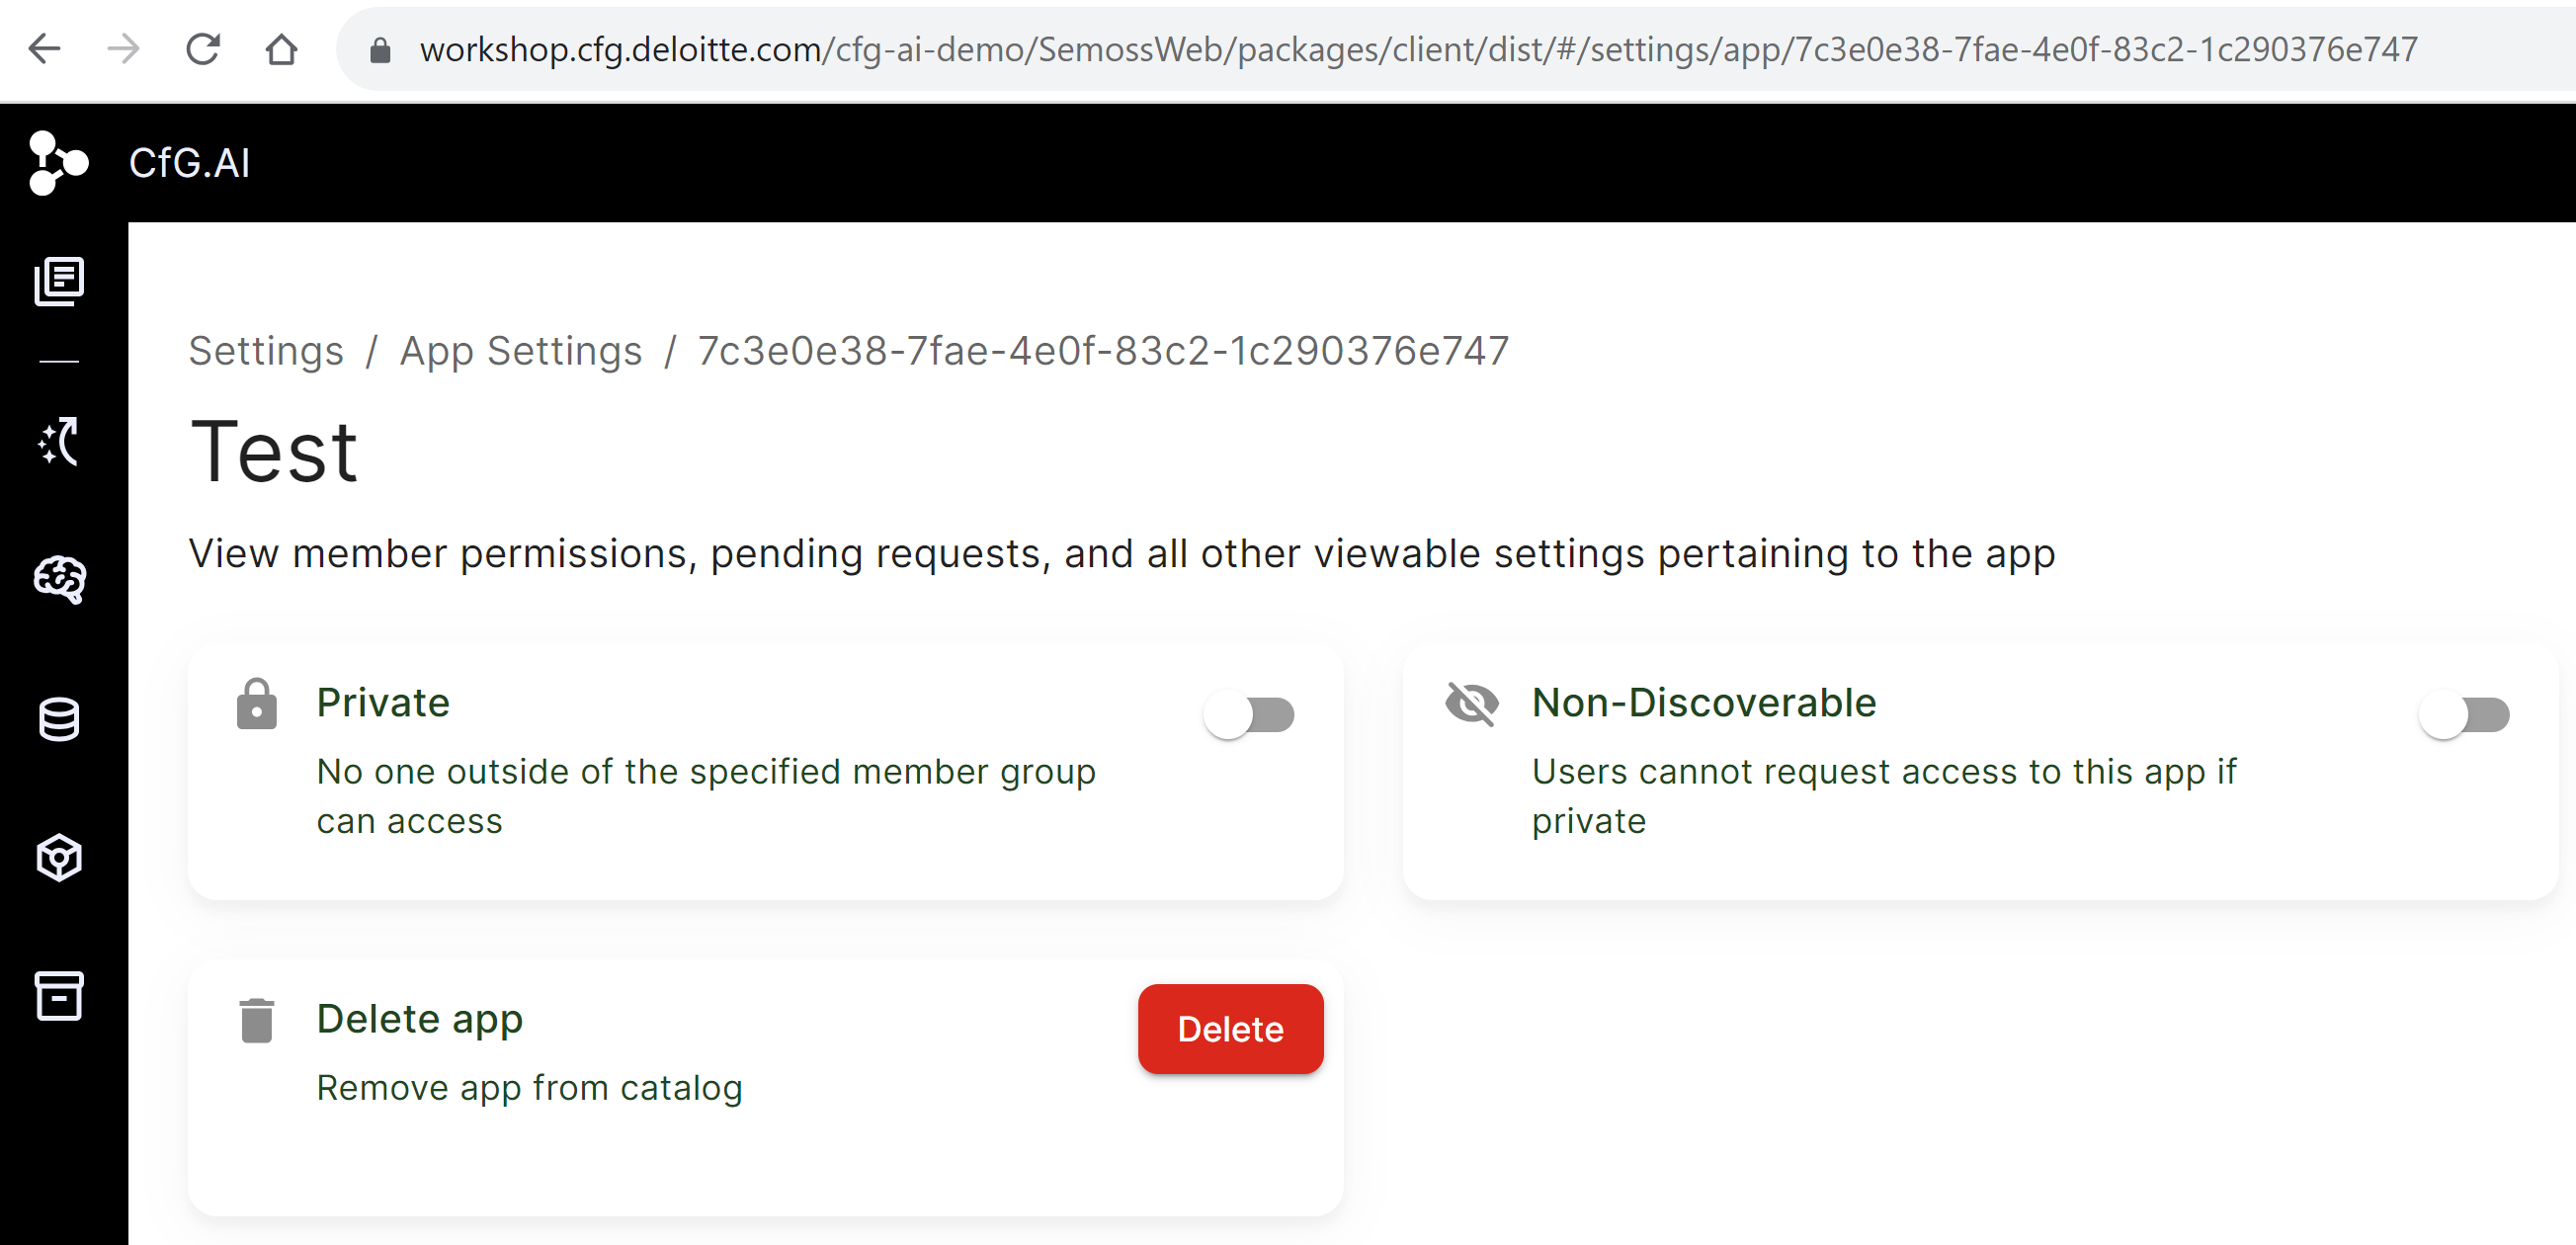 workshop.cfg.deloitte.com/cfg-ai-demo/SemossWeb/packages/client/dist/#/settings/app/7c3e0e38-7fae-4e0f-83c2-1c290376e747
CfG.AI
Settings / App Settings / 7c3e0e38-7fae-4e0f-83c2-1c290376e747
Test
View member permissions, pending requests, and all other viewable settings pertaining to the app
Private
No one outside of the specified member group
can access
Non-Discoverable
Users cannot request access to this app if
private
Delete app
Remove app from catalog
Delete